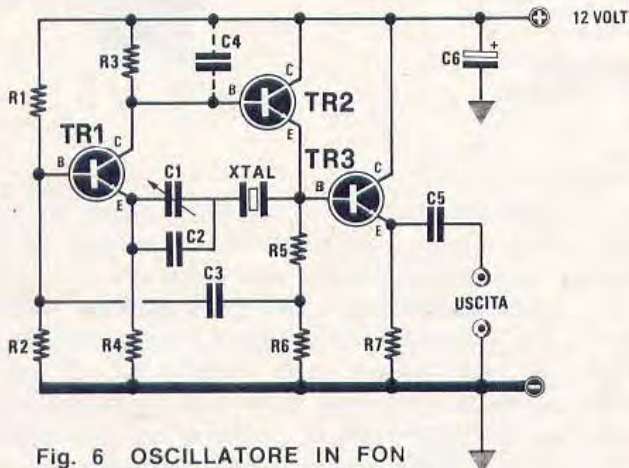 12 VOLT
C4
R3
C6
+
R1
B
C
E
TR2
TR1
B
C
E
C1
XTAL
TR3
B
C
E
C5
C2
R5
C3
USCITA
R2
R4
R6
R7
Fig. 6 OSCILLATORE IN FON